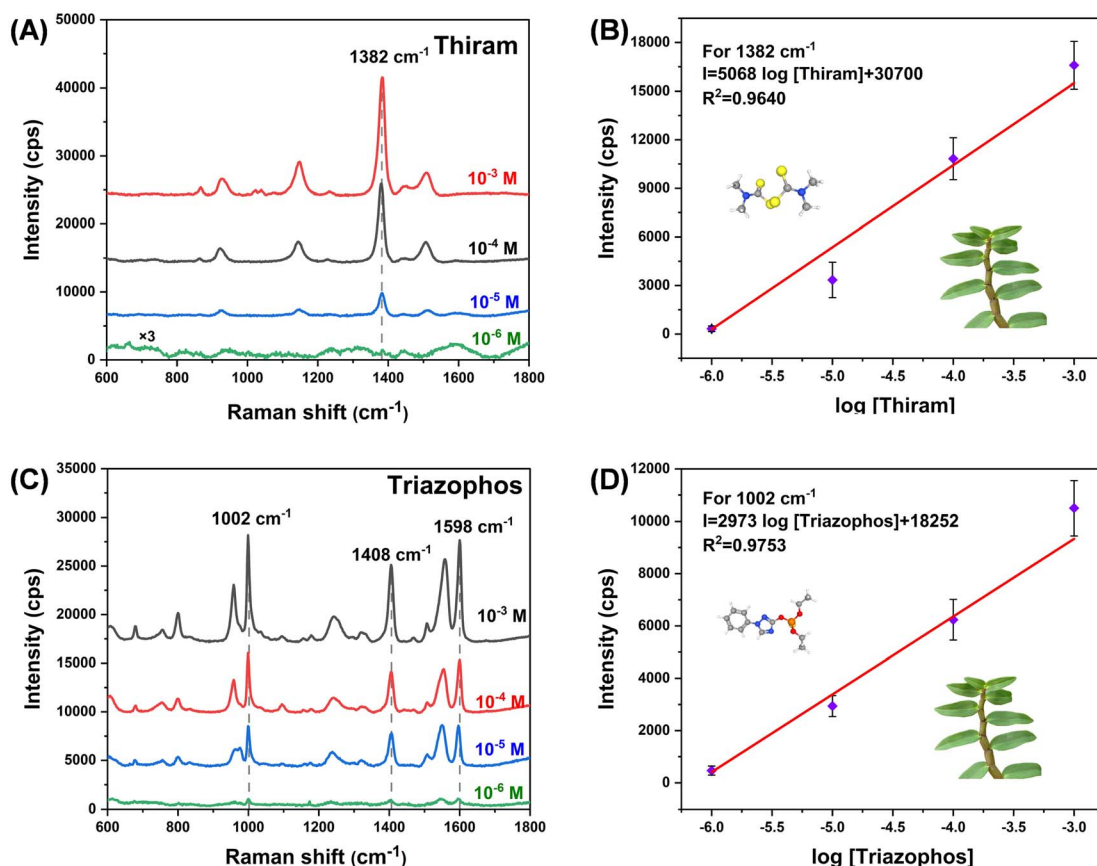 (A)
Thiram
1382 cm⁻¹
10⁻³ M
10⁻⁴ M
10⁻⁵ M
10⁻⁶ M
×3
50000
40000
30000
20000
10000
0
Intensity (cps)
600 800 1000 1200 1400 1600 1800
Raman shift (cm⁻¹)
(B)
For 1382 cm⁻¹
I=5068 log [Thiram]+30700
R²=0.9640
18000
15000
12000
9000
6000
3000
0
Intensity (cps)
-6.0 -5.5 -5.0 -4.5 -4.0 -3.5 -3.0
log [Thiram]
(C)
Triazophos
1002 cm⁻¹
1408 cm⁻¹
1598 cm⁻¹
10⁻³ M
10⁻⁴ M
10⁻⁵ M
10⁻⁶ M
35000
30000
25000
20000
15000
10000
5000
0
Intensity (cps)
600 800 1000 1200 1400 1600 1800
Raman shift (cm⁻¹)
(D)
For 1002 cm⁻¹
I=2973 log [Triazophos]+18252
R²=0.9753
12000
10000
8000
6000
4000
2000
0
Intensity (cps)
-6.0 -5.5 -5.0 -4.5 -4.0 -3.5 -3.0
log [Triazophos]